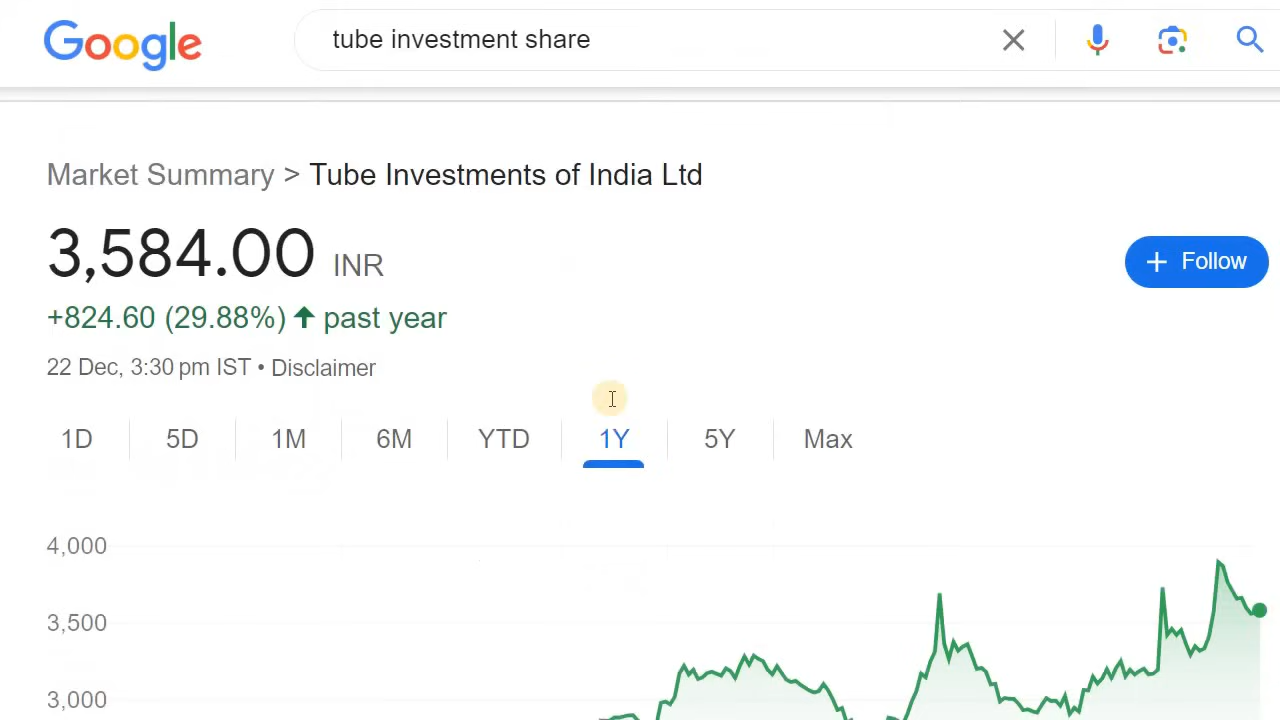 Google
tube investment share
Market Summary > Tube Investments of India Ltd
3,584.00 INR
+ Follow
+824.60 (29.88%) ↑ past year
22 Dec, 3:30 pm IST • Disclaimer
1D 5D 1M 6M YTD 1Y 5Y Max
4,000
3,500
3,000